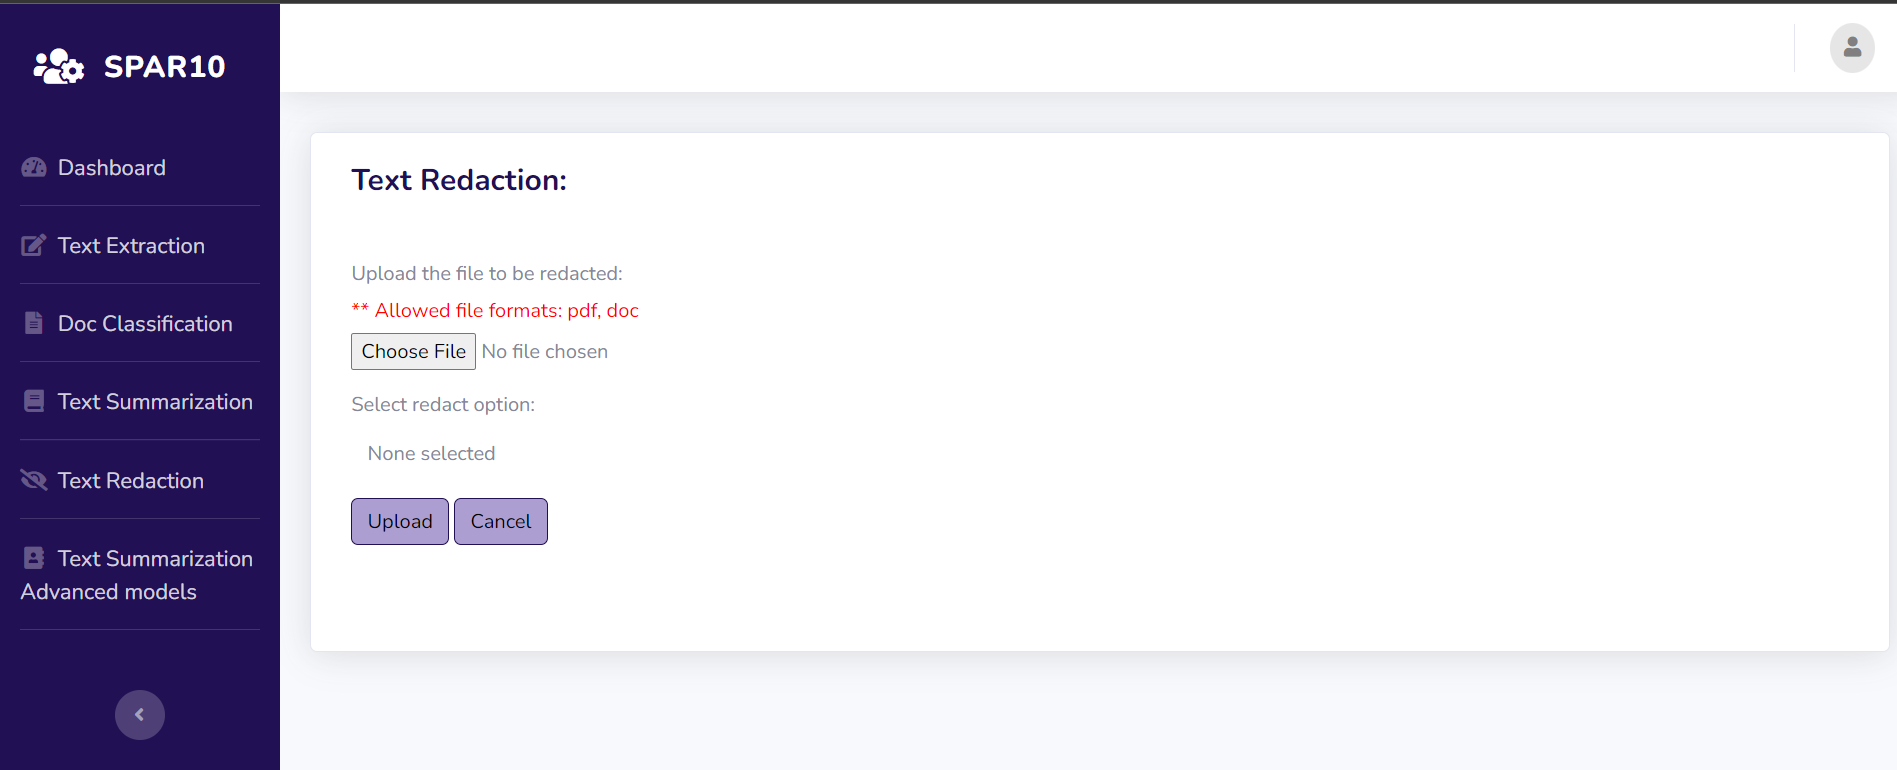 SPAR10
Dashboard
Text Extraction
Doc Classification
Text Summarization
Text Redaction
Text Summarization
Advanced models
Text Redaction:
Upload the file to be redacted:
** Allowed file formats: pdf, doc
Choose File No file chosen
Select redact option:
None selected
Upload Cancel